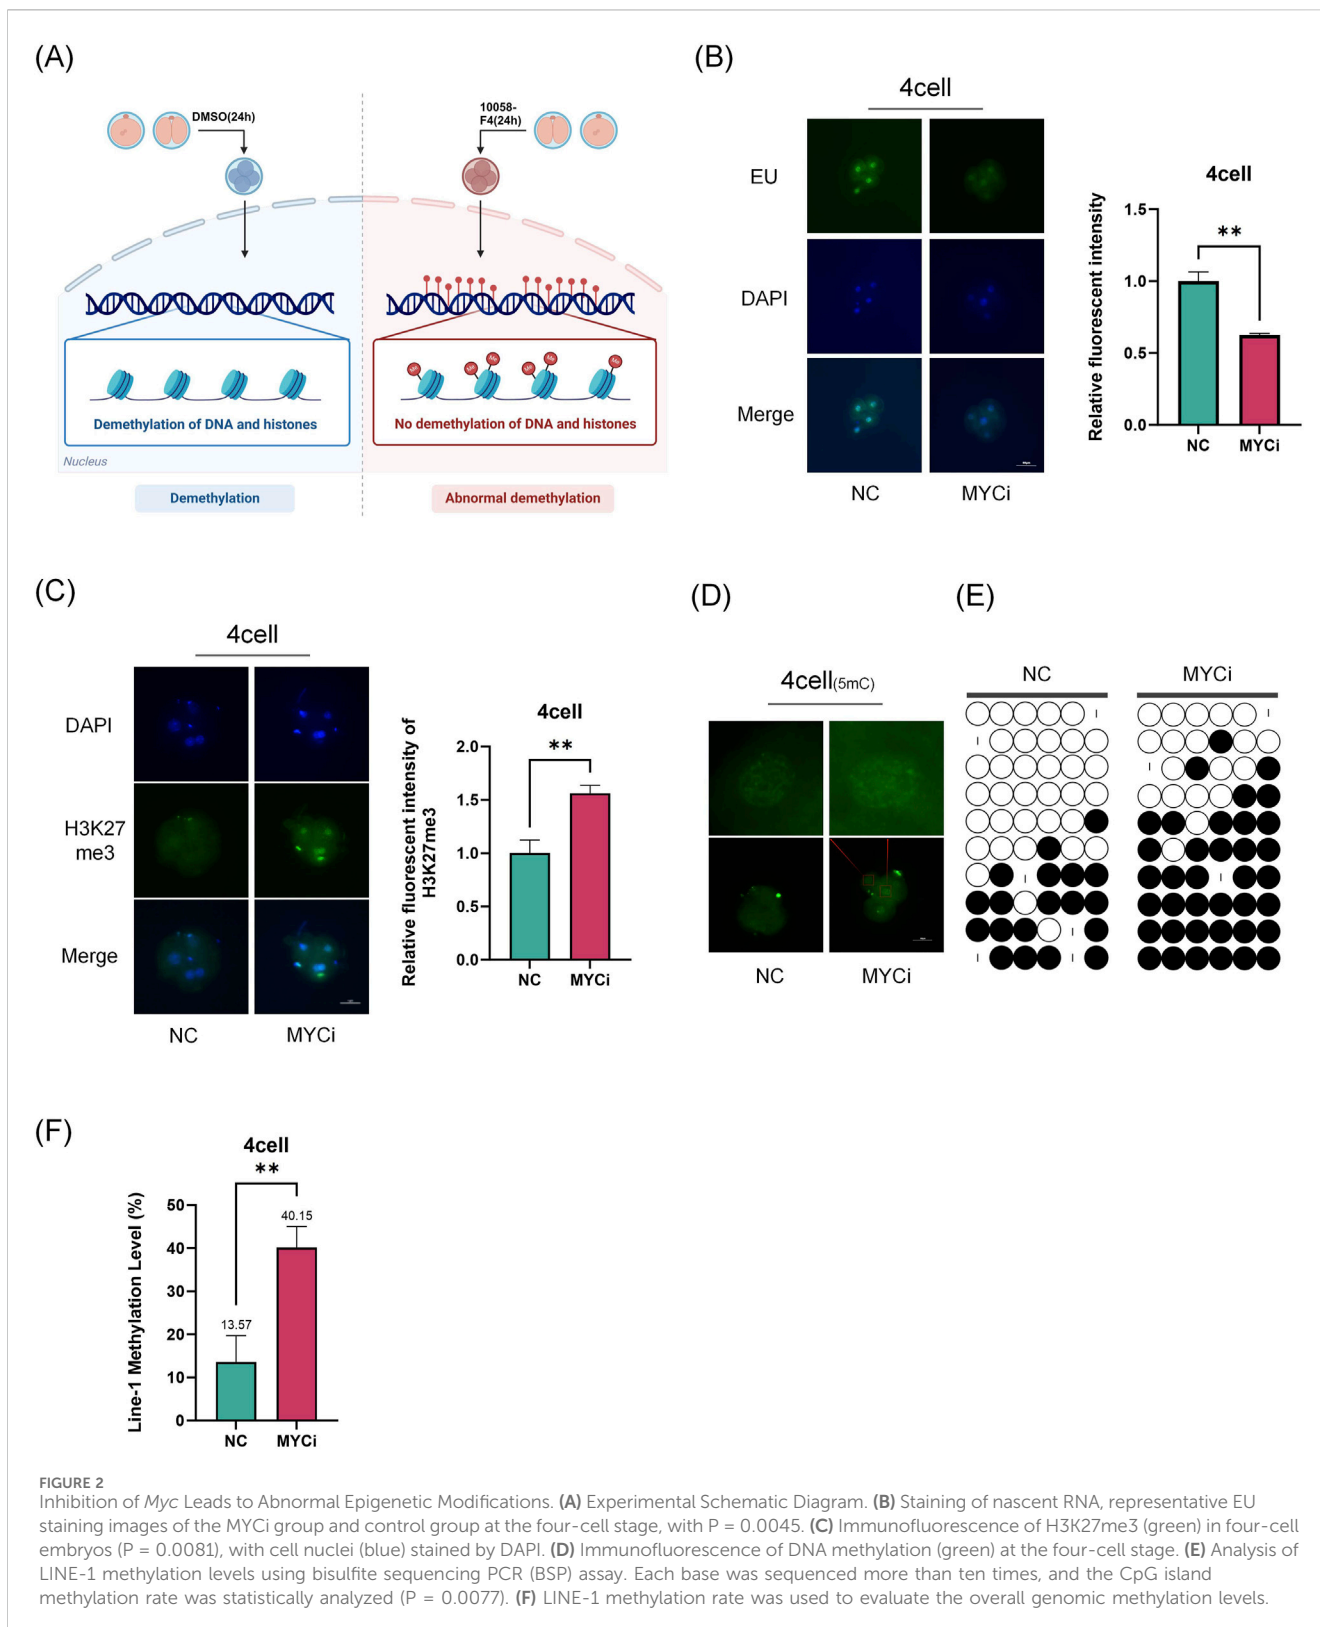 (A)
DMSO(24h)
10058-
F4(24h)
Me Me Me Me Me Me
Demethylation of DNA and histones
No demethylation of DNA and histones
Nucleus
Demethylation
Abnormal demethylation
(B)
4cell
EU
DAPI
Merge
NC
MYCi
4cell
Relative fluorescent intensity
1.5
1.0
0.5
0.0
**
NC
MYCi
(C)
4cell
DAPI
H3K27
me3
Merge
NC
MYCi
4cell
Relative fluorescent intensity of
H3K27me3
2.0
1.5
1.0
0.5
0.0
**
NC
MYCi
(D)
4cell(5mC)
NC
MYCi
(E)
NC
MYCi
(F)
4cell
**
Line-1 Methylation Level (%)
50
40
30
20
10
0
13.57
40.15
NC
MYCi
FIGURE 2
Inhibition of Myc Leads to Abnormal Epigenetic Modifications. (A) Experimental Schematic Diagram. (B) Staining of nascent RNA, representative EU
staining images of the MYCi group and control group at the four-cell stage, with P = 0.0045. (C) Immunofluorescence of H3K27me3 (green) in four-cell
embryos (P = 0.0081), with cell nuclei (blue) stained by DAPI. (D) Immunofluorescence of DNA methylation (green) at the four-cell stage. (E) Analysis of
LINE-1 methylation levels using bisulfite sequencing PCR (BSP) assay. Each base was sequenced more than ten times, and the CpG island
methylation rate was statistically analyzed (P = 0.0077). (F) LINE-1 methylation rate was used to evaluate the overall genomic methylation levels.